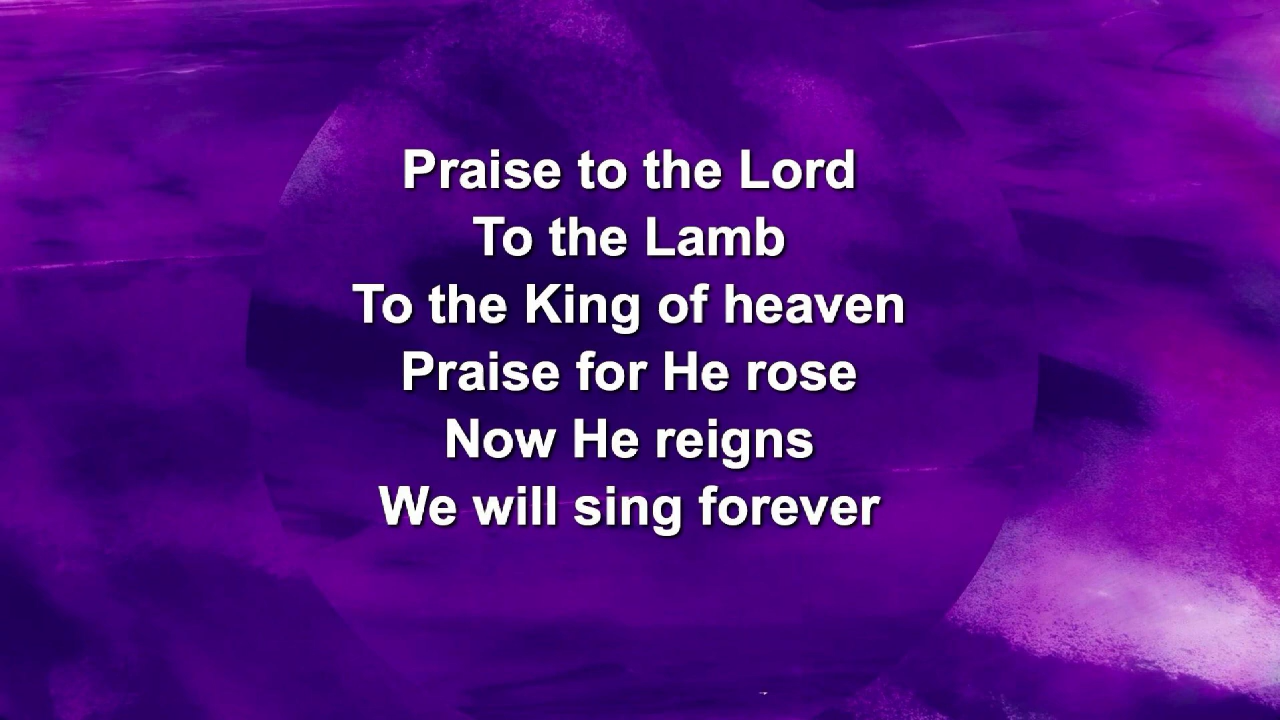 Praise to the Lord
To the Lamb
To the King of heaven
Praise for He rose
Now He reigns
We will sing forever